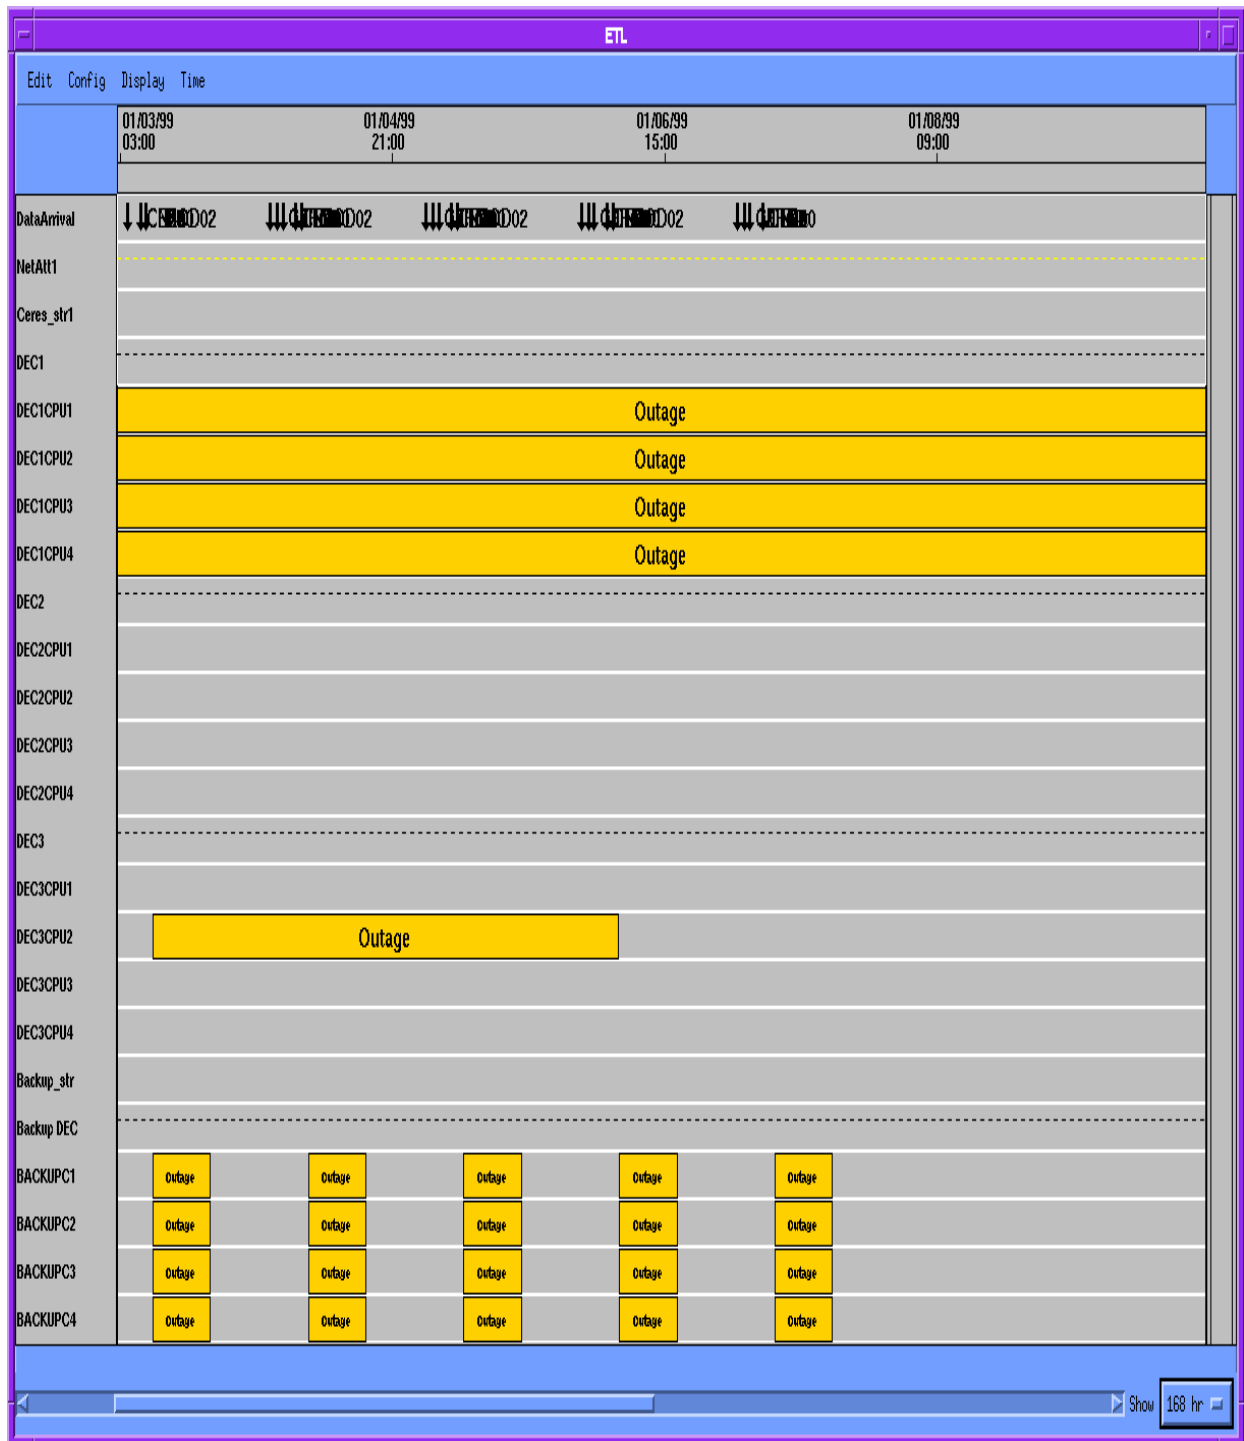 ETL
Edit Config Display Time
01/03/99 01/04/99 01/06/99 01/08/99
03:00 21:00 15:00 09:00
DataArrival
NetAtt1
Ceres_str1
DEC1
DEC1CPU1 Outage
DEC1CPU2 Outage
DEC1CPU3 Outage
DEC1CPU4 Outage
DEC2
DEC2CPU1
DEC2CPU2
DEC2CPU3
DEC2CPU4
DEC3
DEC3CPU1
DEC3CPU2 Outage
DEC3CPU3
DEC3CPU4
Backup_str
Backup DEC
BACKUPC1 Outage Outage Outage Outage Outage
BACKUPC2 Outage Outage Outage Outage Outage
BACKUPC3 Outage Outage Outage Outage Outage
BACKUPC4 Outage Outage Outage Outage Outage
Show 168 hr